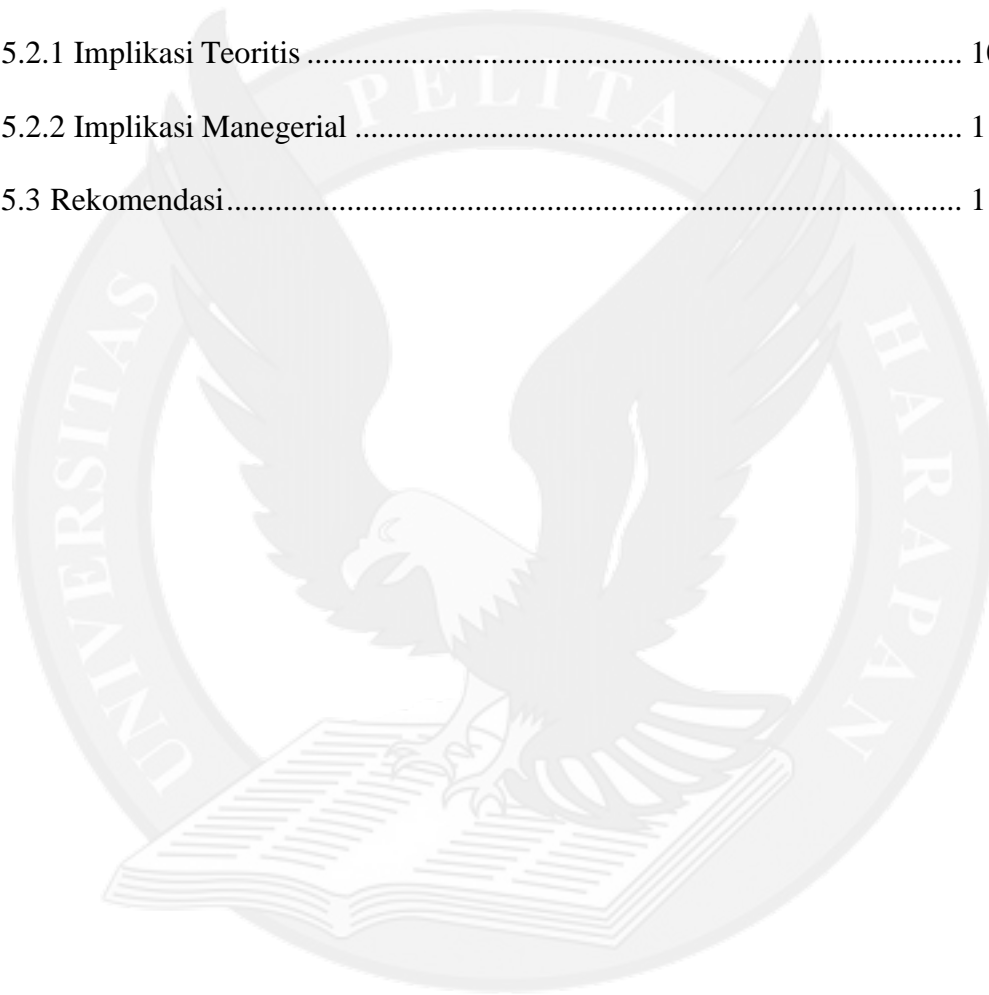 5.2.1 Implikasi Teoritis ........................................................................ 10
5.2.2 Implikasi Manegerial .................................................................. 1
5.3 Rekomendasi................................................................................ 1
UNIVERSITAS PELITA HARAPAN